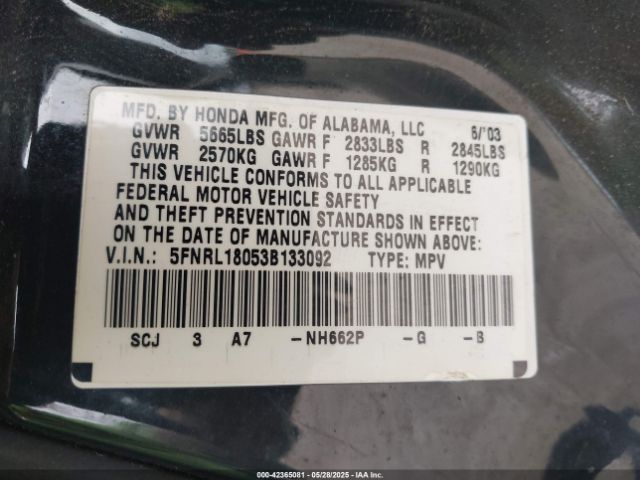 MFD. BY HONDA MFG. OF ALABAMA, LLC 6/'03
GVWR 5665LBS GAWR F 2833LBS R 2845LBS
GVWR 2570KG GAWR F 1285KG R 1290KG
THIS VEHICLE CONFORMS TO ALL APPLICABLE
FEDERAL MOTOR VEHICLE SAFETY
AND THEFT PREVENTION STANDARDS IN EFFECT
ON THE DATE OF MANUFACTURE SHOWN ABOVE:
V.I.N.: 5FNRL18053B133092 TYPE: MPV
SCJ 3 A7 -NH662P -G -B
000-42365081 - 05/28/2025 - IAAI Inc.